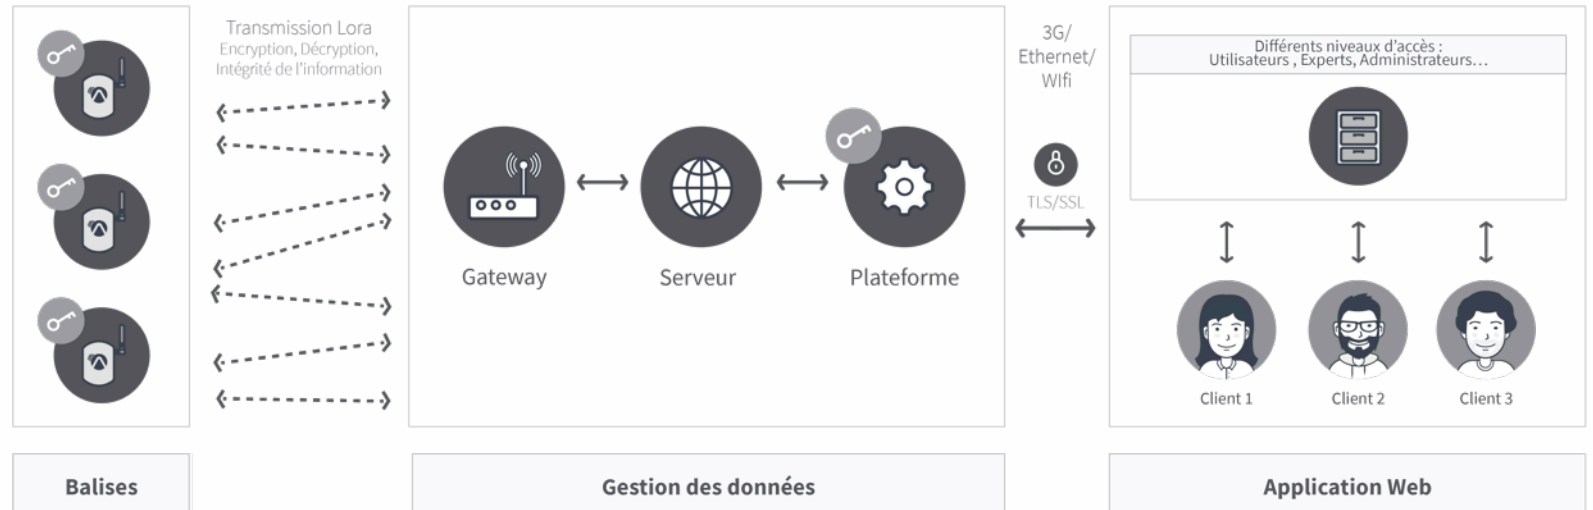 Transmission Lora
Encryption, Décryption,
Intégrité de l'information
Gateway
Serveur
Plateforme
3G/
Ethernet/
WIfi
TLS/SSL
Différents niveaux d'accès :
Utilisateurs , Experts, Administrateurs...
Client 1
Client 2
Client 3
Balises
Gestion des données
Application Web